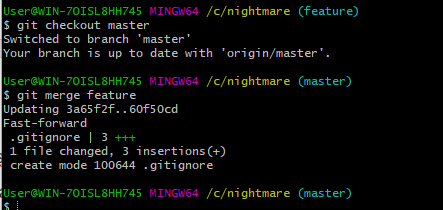 User@WIN-7OISL8HH745 MINGW64 /c/nightmare (feature)
$ git checkout master
Switched to branch 'master'
Your branch is up to date with 'origin/master'.
User@WIN-7OISL8HH745 MINGW64 /c/nightmare (master)
$ git merge feature
Updating 3a65f2f..60f50cd
Fast-forward
 .gitignore | 3 +++
 1 file changed, 3 insertions(+)
 create mode 100644 .gitignore
User@WIN-7OISL8HH745 MINGW64 /c/nightmare (master)
$